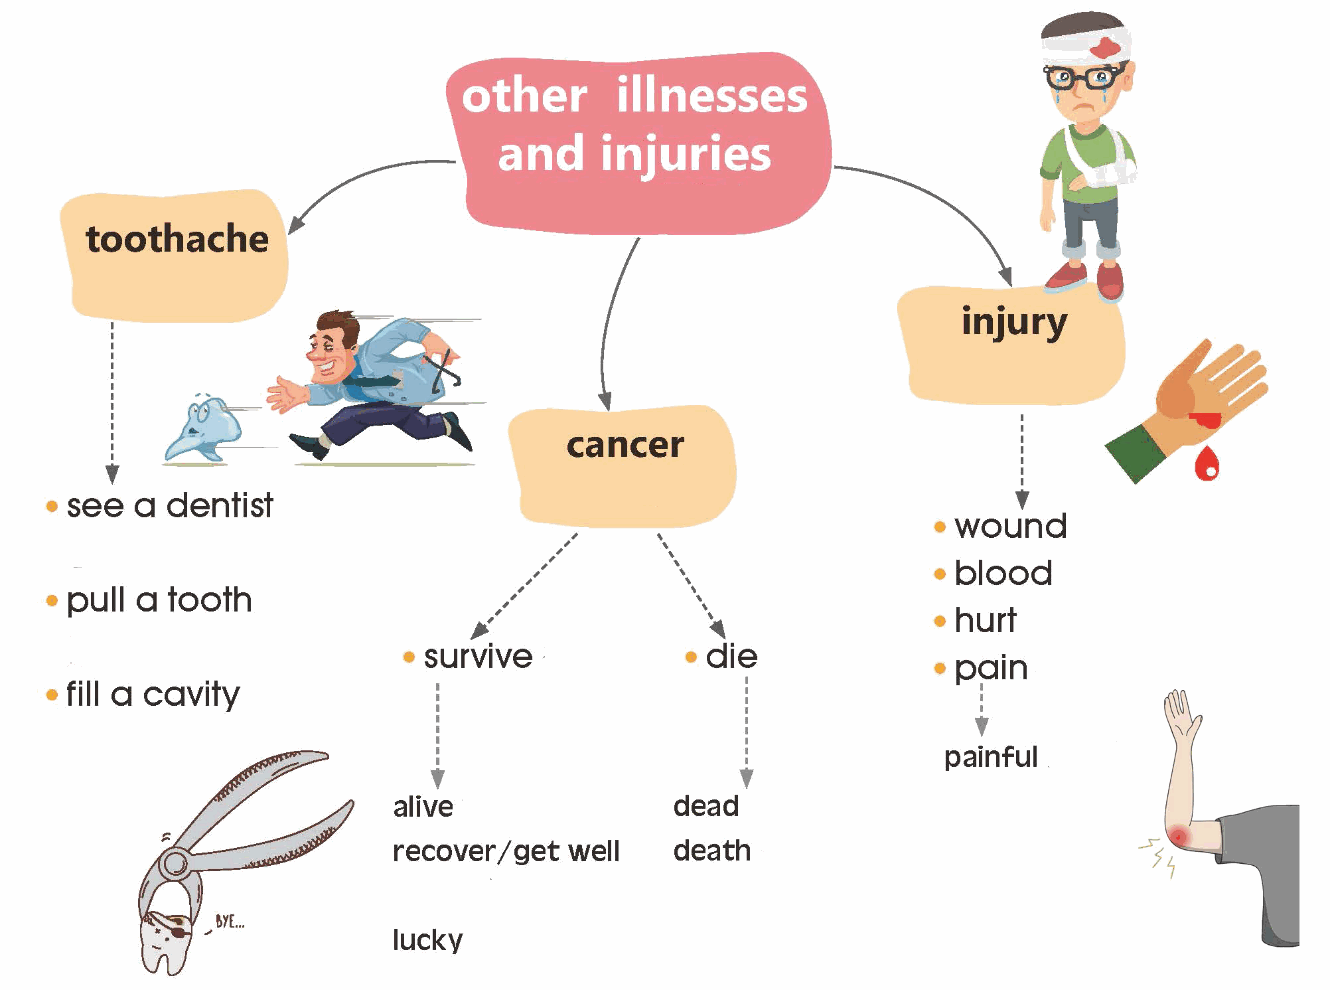 other illnesses
and injuries
toothache
• see a dentist
• pull a tooth
• fill a cavity
BYE...
cancer
• survive
alive
recover/get well
lucky
• die
dead
death
injury
• wound
• blood
• hurt
• pain
painful